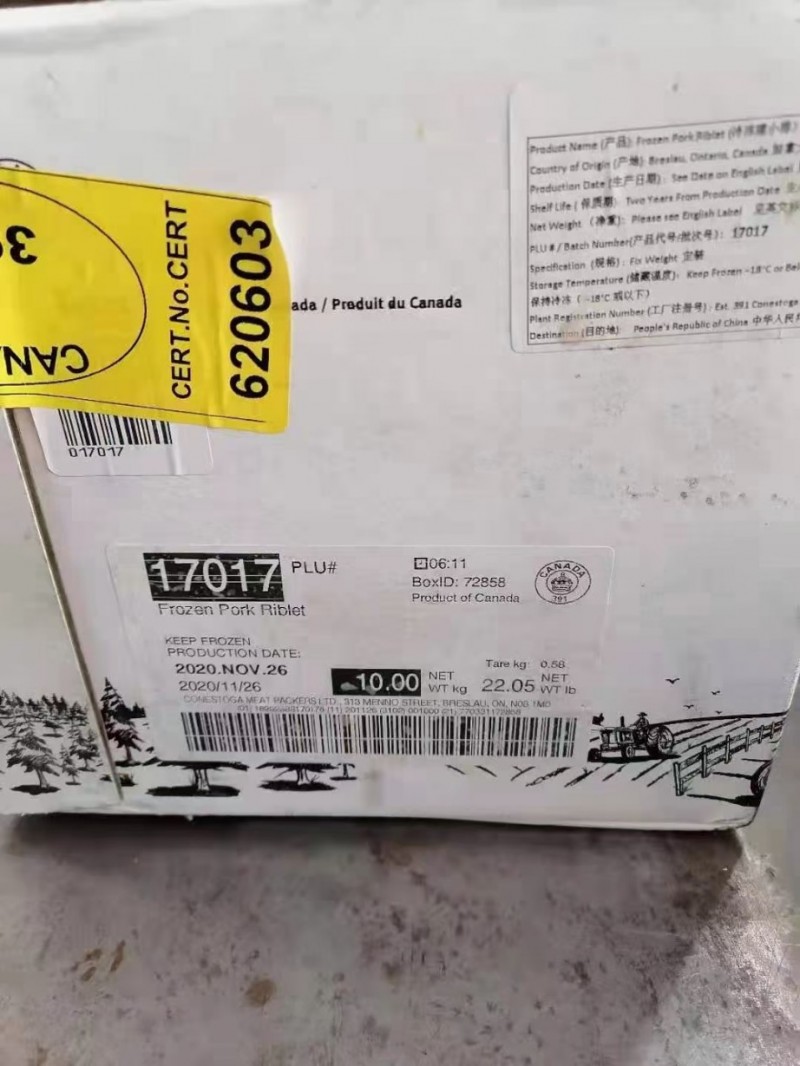 Product Name (产品): Frozen Pork Riblet
Country of Origin (产地): Breslau, Ontario, Canada
Production Date (生产日期): See Date on English Label
Shelf Life (保质期): Two Years From Production Date
Net Weight (净重): Please see English Label
PLU # / Batch Number(产品代号/批次号): 17017
Specification (规格): Fix Weight 定装
Storage Temperature (储藏温度): Keep Frozen -18°C or Bel
保持冷冻 (-18°C 或以下)
Plant Registration Number (工厂注册号): Est. 391 Conestoga
Destination (目的地): People's Republic of China 中华人民
CAN
CERT.No.CERT
620603
ada / Produit du Canada
017017
17017 PLU#
Frozen Pork Riblet
06:11
BoxID: 72858
Product of Canada
CANADA
391
KEEP FROZEN
PRODUCTION DATE:
2020.NOV.26
2020/11/26
10.00 NET WT kg
Tare kg: 0.58
22.05 NET WT lb
CONESTOGA MEAT PACKERS LTD., 313 MENNO STREET, BRESLAU, ON, N0B 1M0